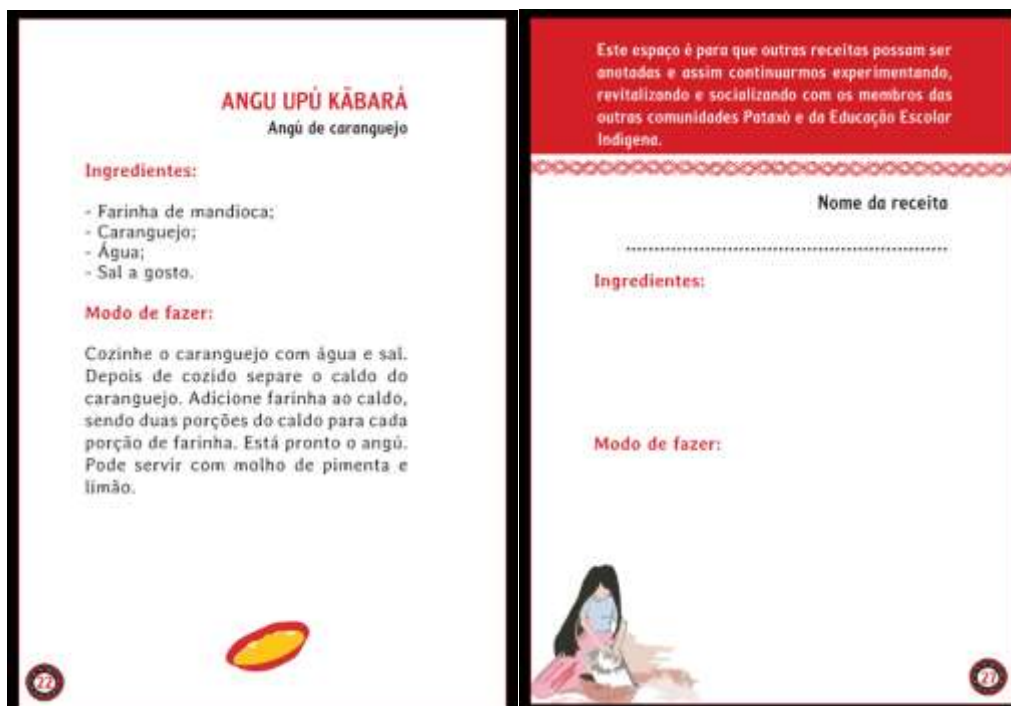 ANGU UPÚ KÃBARÁ
Angú de caranguejo
Ingredientes:
- Farinha de mandioca;
- Caranguejo;
- Água;
- Sal a gosto.
Modo de fazer:
Cozinhe o caranguejo com água e sal.
Depois de cozido separe o caldo do
caranguejo. Adicione farinha ao caldo,
sendo duas porções do caldo para cada
porção de farinha. Está pronto o angú.
Pode servir com molho de pimenta e
limão.
22
Este espaço é para que outras receitas possam ser
anotadas e assim continuarmos experimentando,
revitalizando e socializando com os membros das
outras comunidades Pataxó e da Educação Escolar
Indígena.
Nome da receita
Ingredientes:
Modo de fazer:
27